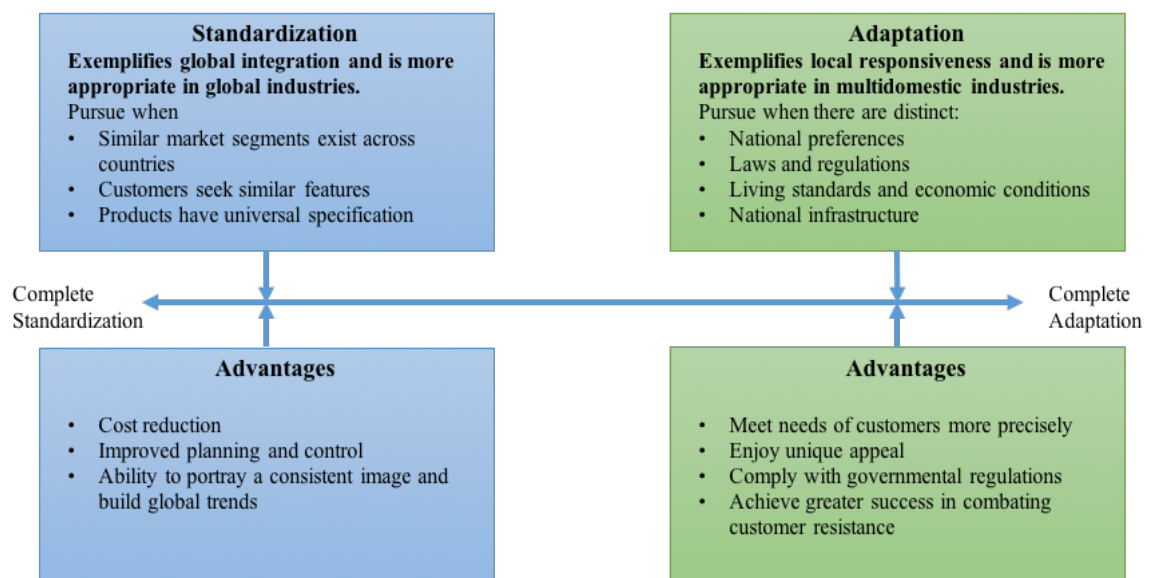 Standardization
Exemplifies global integration and is more
appropriate in global industries.
Pursue when
• Similar market segments exist across
countries
• Customers seek similar features
• Products have universal specification
Adaptation
Exemplifies local responsiveness and is more
appropriate in multidomestic industries.
Pursue when there are distinct:
• National preferences
• Laws and regulations
• Living standards and economic conditions
• National infrastructure
Complete
Standardization
Complete
Adaptation
Advantages
• Cost reduction
• Improved planning and control
• Ability to portray a consistent image and
build global trends
Advantages
• Meet needs of customers more precisely
• Enjoy unique appeal
• Comply with governmental regulations
• Achieve greater success in combating
customer resistance